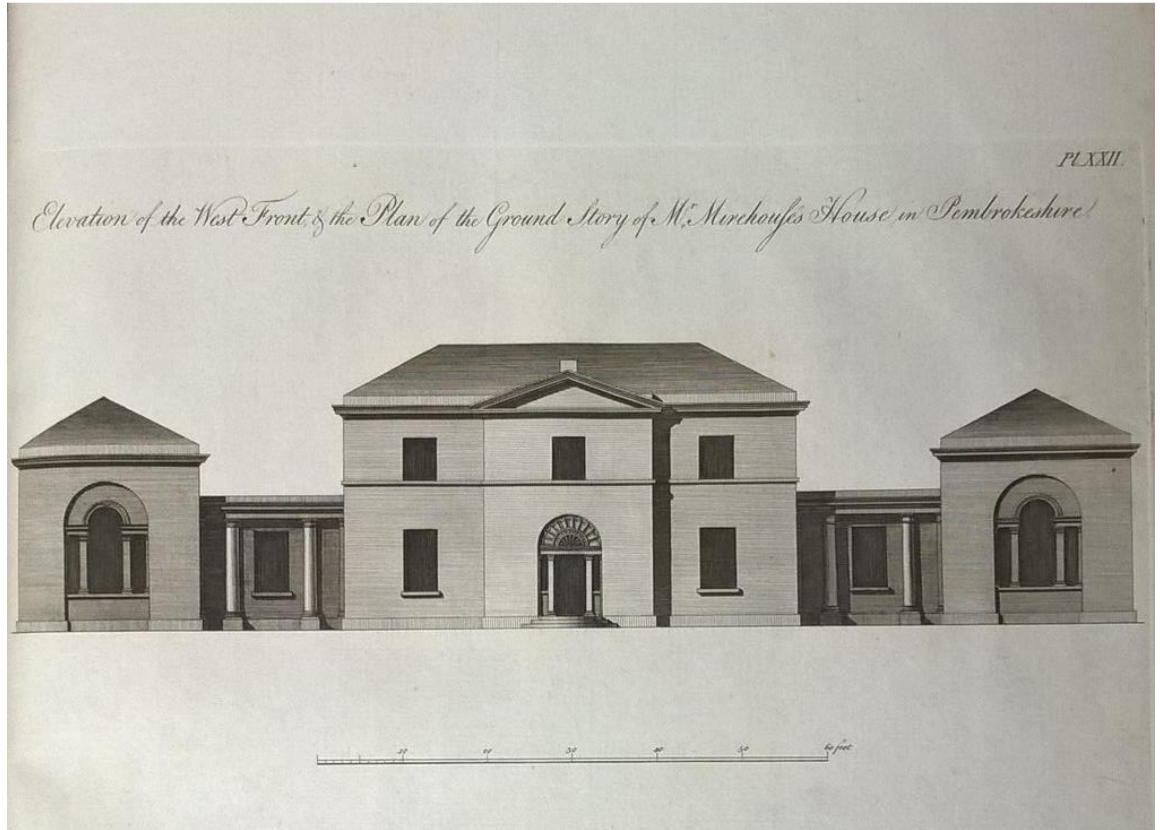 Pl. XXII.
Elevation of the West Front, & the Plan of the Ground Story of Mr. Mirehouſe's House in Pembrokeshire.
10 20 30 40 50 60 feet